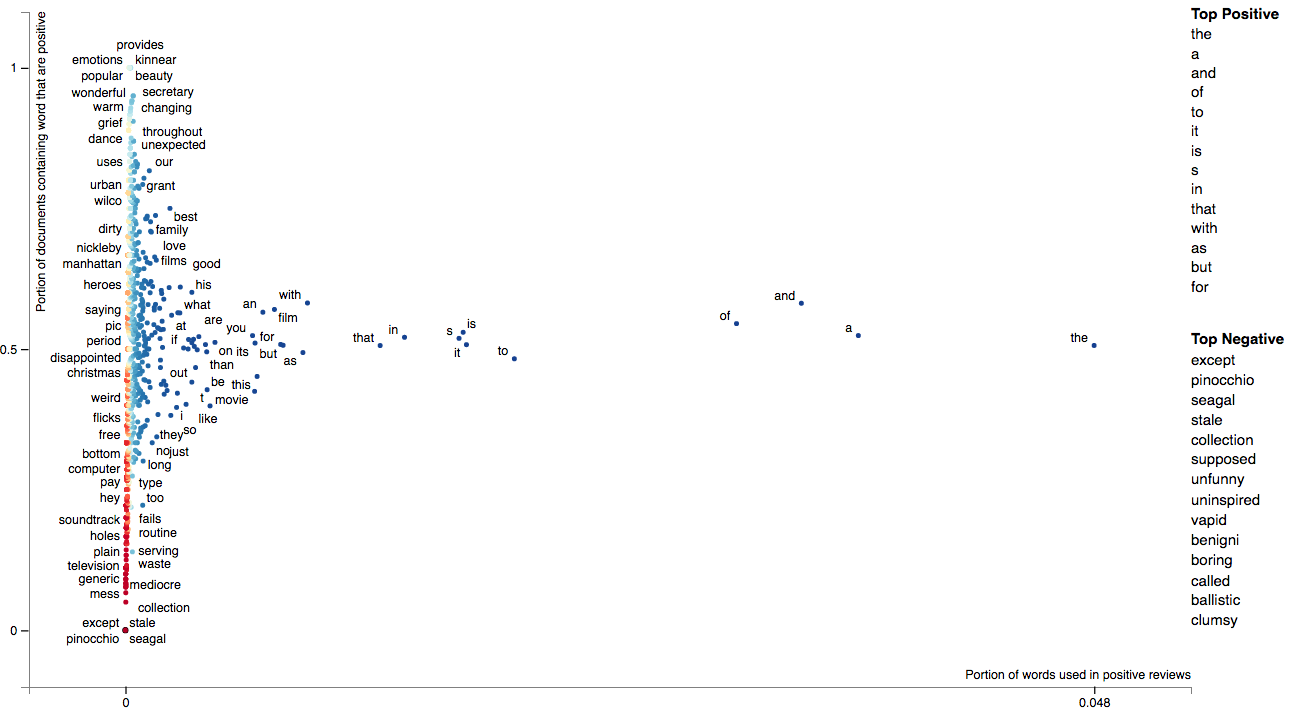 Portion of documents containing word that are positive
1
0.5
0
provides
emotions kinnear
popular beauty
wonderful secretary
warm changing
grief
throughout
dance
unexpected
uses our
urban grant
wilco
best
dirty family
nickleby love
manhattan films good
heroes his
with and
saying what an
film of
pic at are you is
a
period if for that in s the
on its but it to
disappointed as
than
christmas out
be this
weird t movie
flicks i like
free they so
bottom no just
computer long
pay type
hey too
soundtrack fails
holes routine
plain serving
television waste
generic mediocre
mess
collection
except stale
pinocchio seagal
Portion of words used in positive reviews
0 0.048
Top Positive
the
a
and
of
to
it
is
s
in
that
with
as
but
for
Top Negative
except
pinocchio
seagal
stale
collection
supposed
unfunny
uninspired
vapid
benigni
boring
called
ballistic
clumsy